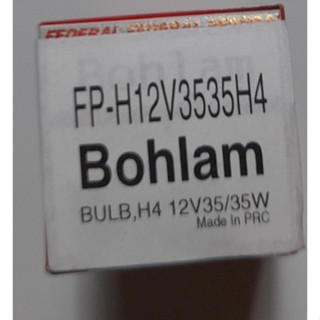 FEDERAL
FP-H12V3535H4
Bohlam
BULB,H4 12V35/35W
Made In PRC